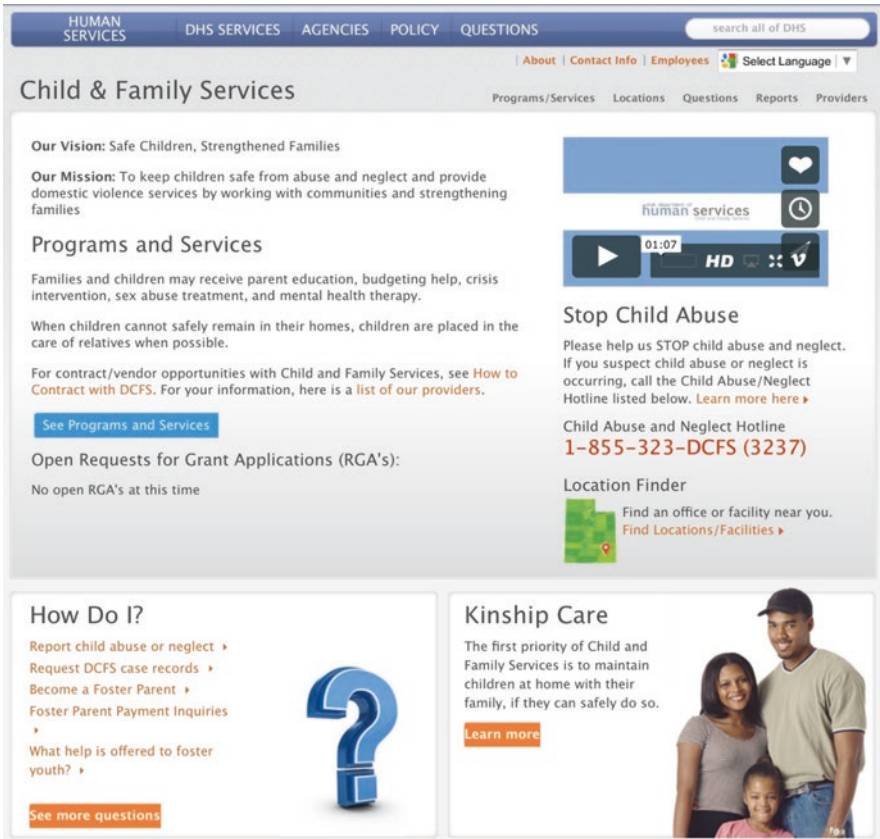 HUMAN
SERVICES
DHS SERVICES
AGENCIES
POLICY
QUESTIONS
search all of DHS
| About | Contact Info | Employees
Select Language ▼
Child & Family Services
Programs/Services
Locations
Questions
Reports
Providers
Our Vision: Safe Children, Strengthened Families
Our Mission: To keep children safe from abuse and neglect and provide
domestic violence services by working with communities and strengthening
families
Programs and Services
Families and children may receive parent education, budgeting help, crisis
intervention, sex abuse treatment, and mental health therapy.
When children cannot safely remain in their homes, children are placed in the
care of relatives when possible.
For contract/vendor opportunities with Child and Family Services, see How to
Contract with DCFS. For your information, here is a list of our providers.
See Programs and Services
Open Requests for Grant Applications (RGA's):
No open RGA's at this time
human services
01:07
HD
Stop Child Abuse
Please help us STOP child abuse and neglect.
If you suspect child abuse or neglect is
occurring, call the Child Abuse/Neglect
Hotline listed below. Learn more here ▸
Child Abuse and Neglect Hotline
1-855-323-DCFS (3237)
Location Finder
Find an office or facility near you.
Find Locations/Facilities ▸
How Do I?
Report child abuse or neglect ▸
Request DCFS case records ▸
Become a Foster Parent ▸
Foster Parent Payment Inquiries
▸
What help is offered to foster
youth? ▸
See more questions
Kinship Care
The first priority of Child and
Family Services is to maintain
children at home with their
family, if they can safely do so.
Learn more